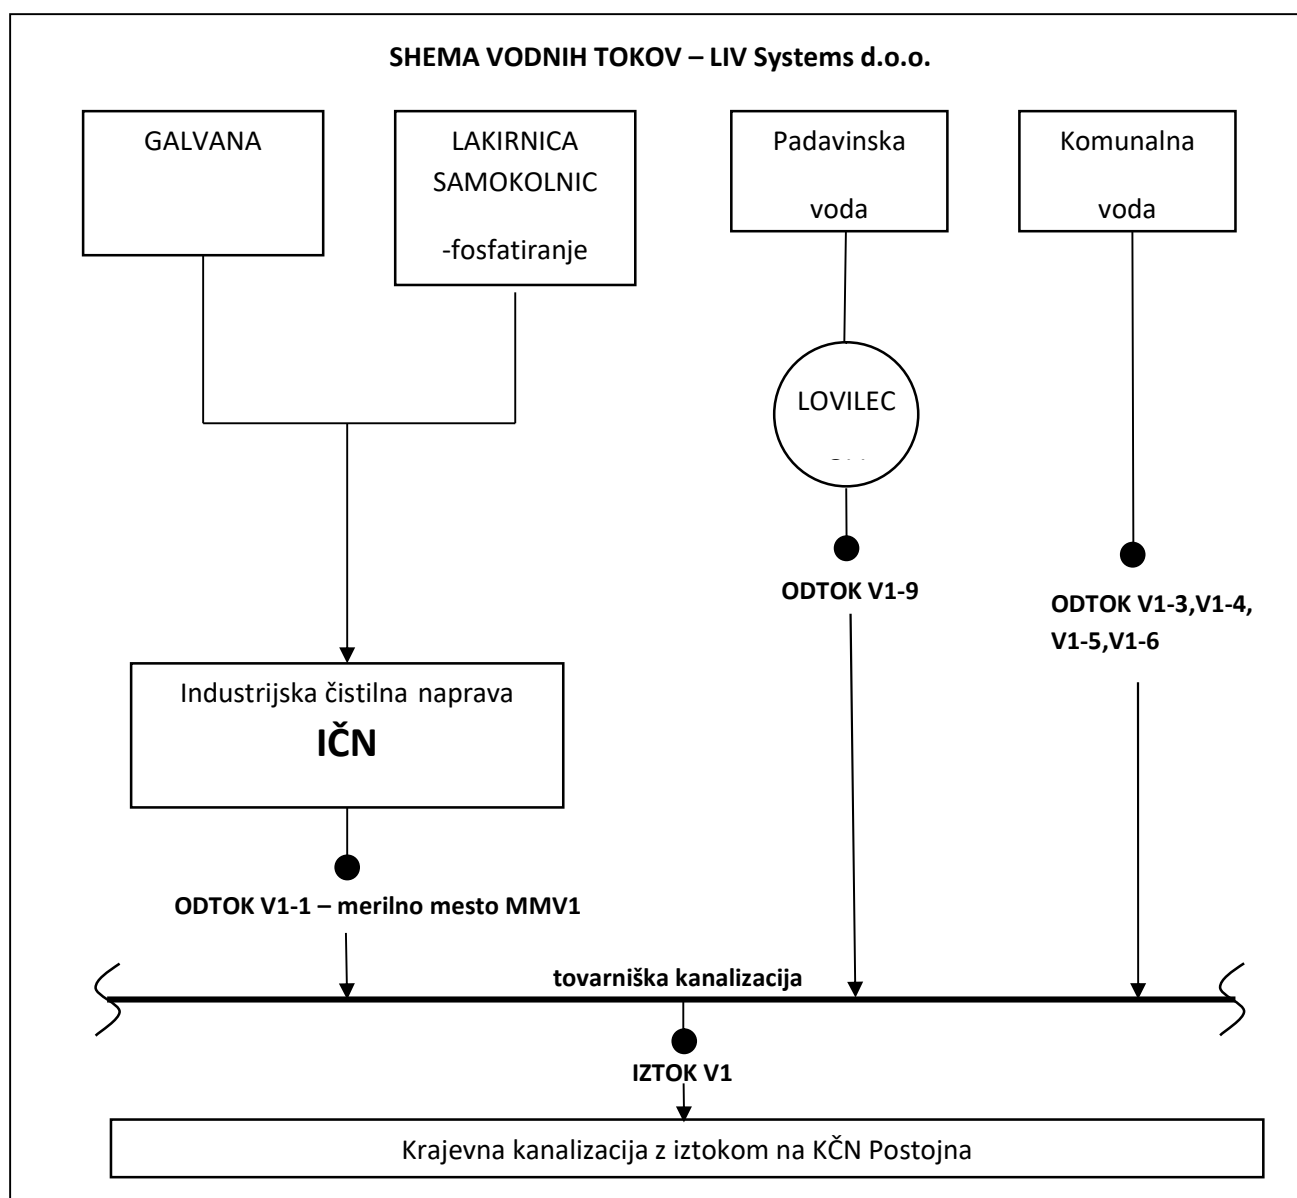 SHEMA VODNIH TOKOV – LIV Systems d.o.o.
GALVANA
LAKIRNICA
SAMOKOLNIC
-fosfatiranje
Padavinska
voda
Komunalna
voda
LOVILEC
ODTOK V1-9
ODTOK V1-3,V1-4,
V1-5,V1-6
Industrijska čistilna naprava
IČN
ODTOK V1-1 – merilno mesto MMV1
tovarniška kanalizacija
IZTOK V1
Krajevna kanalizacija z iztokom na KČN Postojna